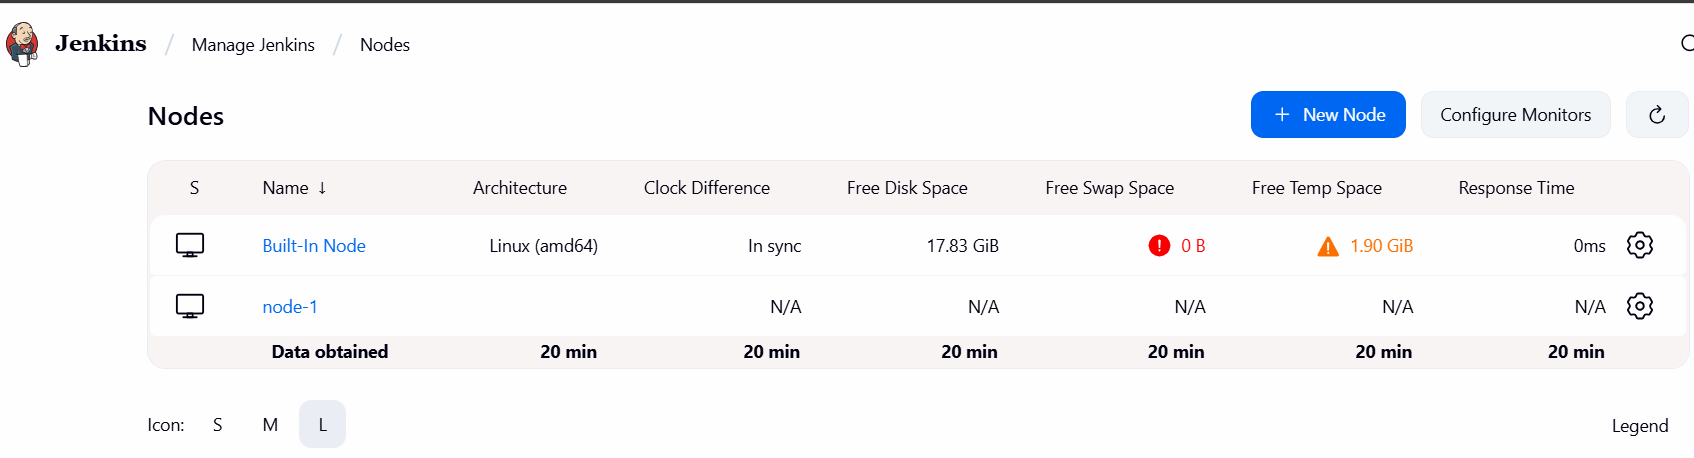 Jenkins / Manage Jenkins / Nodes
Nodes
+ New Node Configure Monitors
S Name ↓ Architecture Clock Difference Free Disk Space Free Swap Space Free Temp Space Response Time
Built-In Node Linux (amd64) In sync 17.83 GiB 0 B 1.90 GiB 0ms
node-1 N/A N/A N/A N/A N/A
Data obtained 20 min 20 min 20 min 20 min 20 min 20 min
Icon: S M L Legend